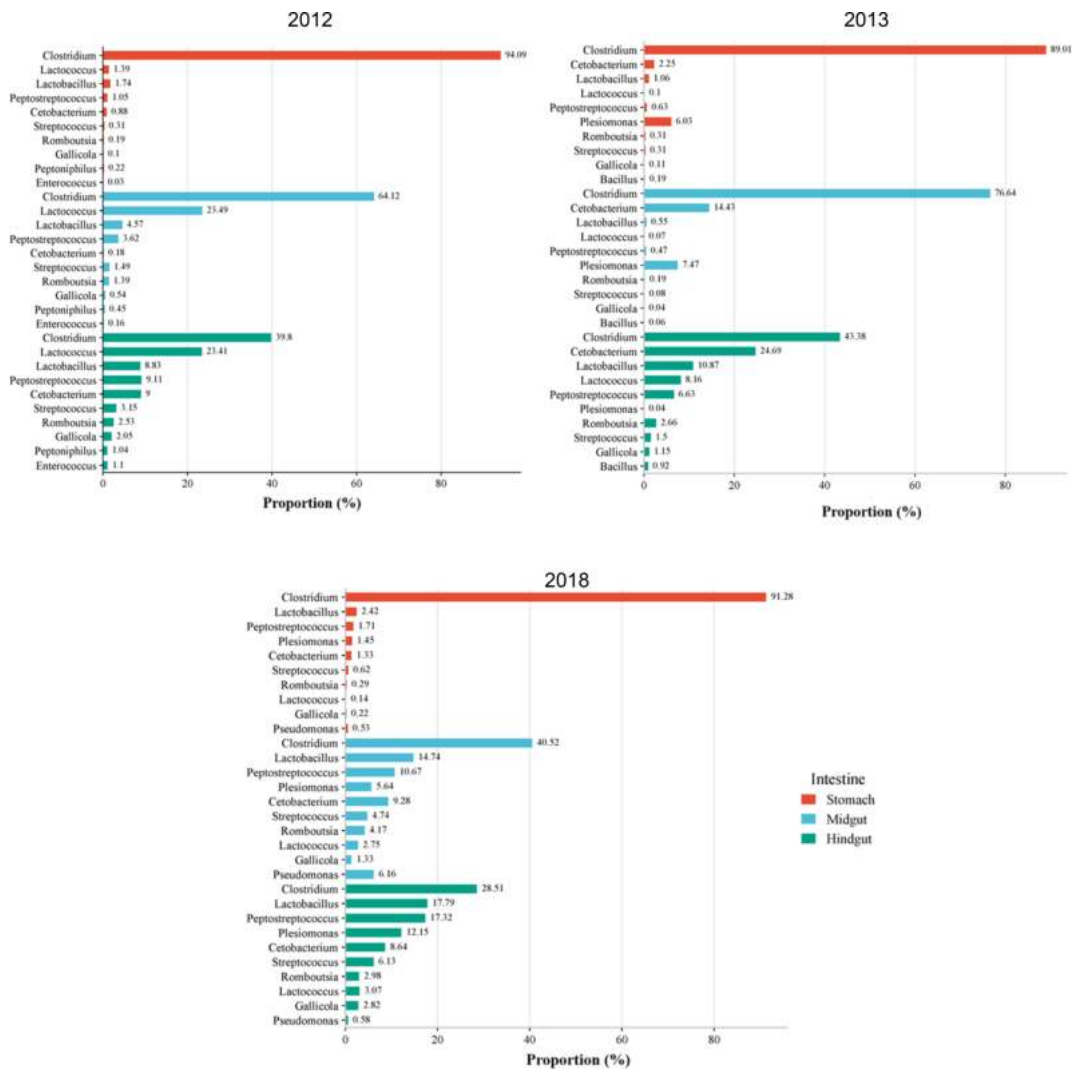 2012
Clostridium 94.09
Lactococcus 1.39
Lactobacillus 1.74
Peptostreptococcus 1.05
Cetobacterium 0.88
Streptococcus 0.31
Romboutsia 0.19
Gallicola 0.1
Peptoniphilus 0.22
Enterococcus 0.03
Clostridium 64.12
Lactococcus 23.49
Lactobacillus 4.57
Peptostreptococcus 3.62
Cetobacterium 0.18
Streptococcus 1.49
Romboutsia 1.39
Gallicola 0.54
Peptoniphilus 0.45
Enterococcus 0.16
Clostridium 39.8
Lactococcus 23.41
Lactobacillus 8.83
Peptostreptococcus 9.11
Cetobacterium 9
Streptococcus 3.15
Romboutsia 2.53
Gallicola 2.05
Peptoniphilus 1.04
Enterococcus 1.1
0 20 40 60 80
Proportion (%)
2013
Clostridium 89.01
Cetobacterium 2.25
Lactobacillus 1.06
Lactococcus 0.1
Peptostreptococcus 0.63
Plesiomonas 6.03
Romboutsia 0.31
Streptococcus 0.31
Gallicola 0.11
Bacillus 0.19
Clostridium 76.64
Cetobacterium 14.43
Lactobacillus 0.55
Lactococcus 0.07
Peptostreptococcus 0.47
Plesiomonas 7.47
Romboutsia 0.19
Streptococcus 0.08
Gallicola 0.04
Bacillus 0.06
Clostridium 43.38
Cetobacterium 24.69
Lactobacillus 10.87
Lactococcus 8.16
Peptostreptococcus 6.63
Plesiomonas 0.04
Romboutsia 2.66
Streptococcus 1.5
Gallicola 1.15
Bacillus 0.92
0 20 40 60 80
Proportion (%)
2018
Clostridium 91.28
Lactobacillus 2.42
Peptostreptococcus 1.71
Plesiomonas 1.45
Cetobacterium 1.33
Streptococcus 0.62
Romboutsia 0.29
Lactococcus 0.14
Gallicola 0.22
Pseudomonas 0.53
Clostridium 40.52
Lactobacillus 14.74
Peptostreptococcus 10.67
Plesiomonas 5.64
Cetobacterium 9.28
Streptococcus 4.74
Romboutsia 4.17
Lactococcus 2.75
Gallicola 1.33
Pseudomonas 6.16
Clostridium 28.51
Lactobacillus 17.79
Peptostreptococcus 17.32
Plesiomonas 12.15
Cetobacterium 8.64
Streptococcus 6.13
Romboutsia 2.98
Lactococcus 3.07
Gallicola 2.82
Pseudomonas 0.58
0 20 40 60 80
Proportion (%)
Intestine
Stomach
Midgut
Hindgut